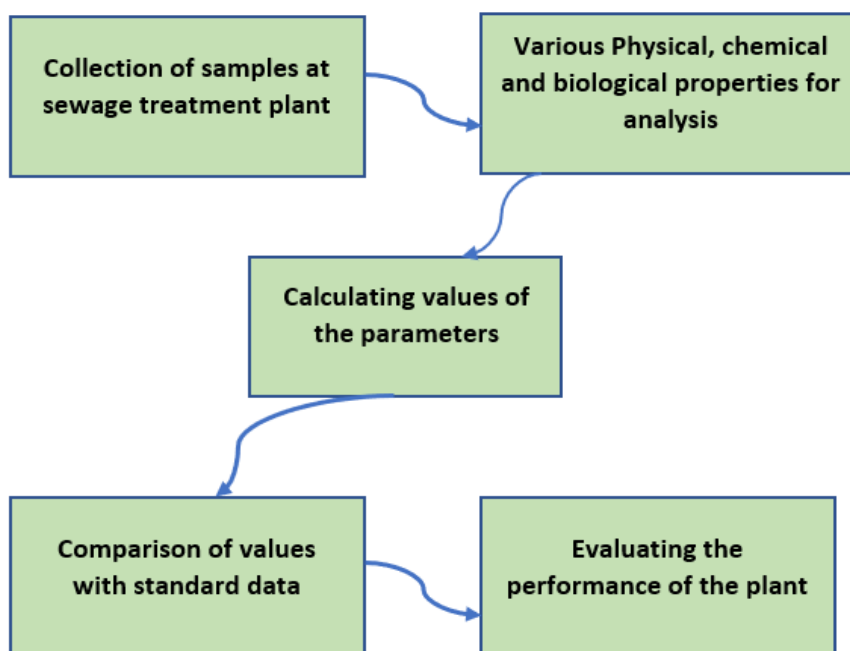 Collection of samples at
sewage treatment plant
Various Physical, chemical
and biological properties for
analysis
Calculating values of
the parameters
Comparison of values
with standard data
Evaluating the
performance of the plant